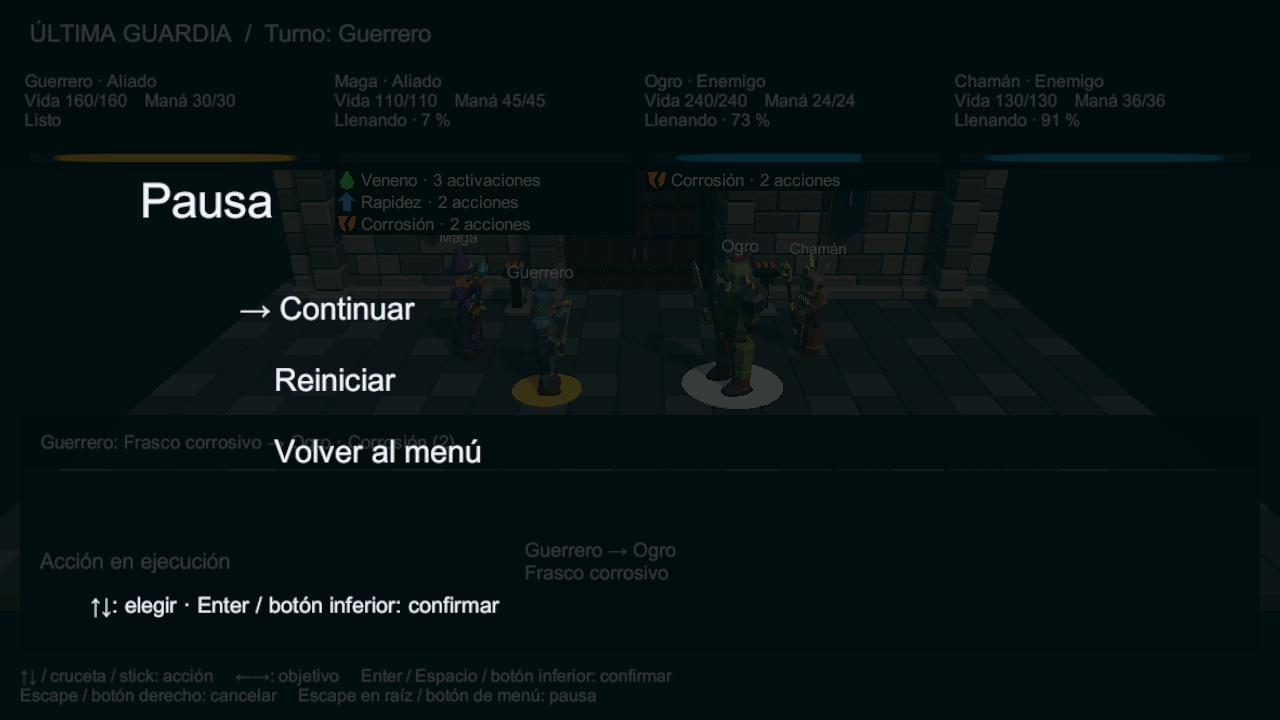 ÚLTIMA GUARDIA / Turno: Guerrero
Guerrero · Aliado
Vida 160/160 Maná 30/30
Listo
Maga · Aliado
Vida 110/110 Maná 45/45
Llenando · 7 %
Ogro · Enemigo
Vida 240/240 Maná 24/24
Llenando · 73 %
Chamán · Enemigo
Vida 130/130 Maná 36/36
Llenando · 91 %
Veneno · 3 activaciones
Rapidez · 2 acciones
Corrosión · 2 acciones
Corrosión · 2 acciones
Pausa
Maga
Guerrero
Ogro
Chamán
→ Continuar
Reiniciar
Volver al menú
Guerrero: Frasco corrosivo → Ogro · Corrosión (2)
Acción en ejecución
Guerrero → Ogro
Frasco corrosivo
↑↓: elegir · Enter / botón inferior: confirmar
↑↓ / cruceta / stick: acción ←→: objetivo Enter / Espacio / botón inferior: confirmar
Escape / botón derecho: cancelar Escape en raíz / botón de menú: pausa